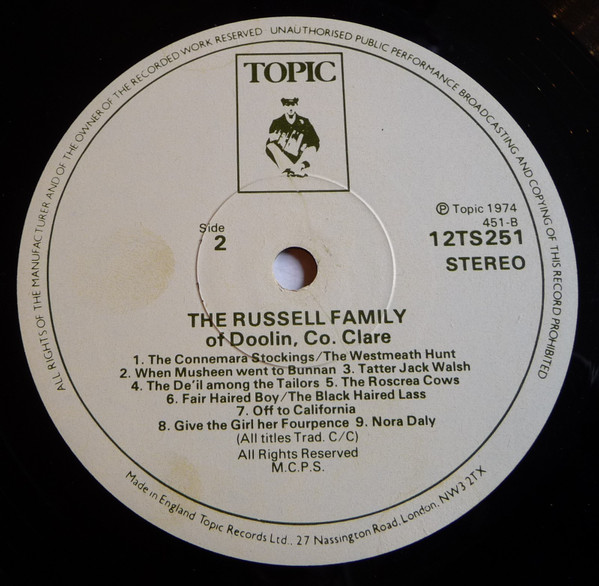 ALL RIGHTS OF THE MANUFACTURER AND OF THE OWNER OF THE RECORDED WORK RESERVED UNAUTHORISED PUBLIC PERFORMANCE BROADCASTING AND COPYING OF THIS RECORD PROHIBITED
TOPIC
Side
2
℗ Topic 1974
451-B
12TS251
STEREO
THE RUSSELL FAMILY
of Doolin, Co. Clare
1. The Connemara Stockings/The Westmeath Hunt
2. When Musheen went to Bunnan 3. Tatter Jack Walsh
4. The De'il among the Tailors 5. The Roscrea Cows
6. Fair Haired Boy/The Black Haired Lass
7. Off to California
8. Give the Girl her Fourpence 9. Nora Daly
(All titles Trad. C/C)
All Rights Reserved
M.C.P.S.
Made in England Topic Records Ltd., 27 Nassington Road, London, NW3 2TX